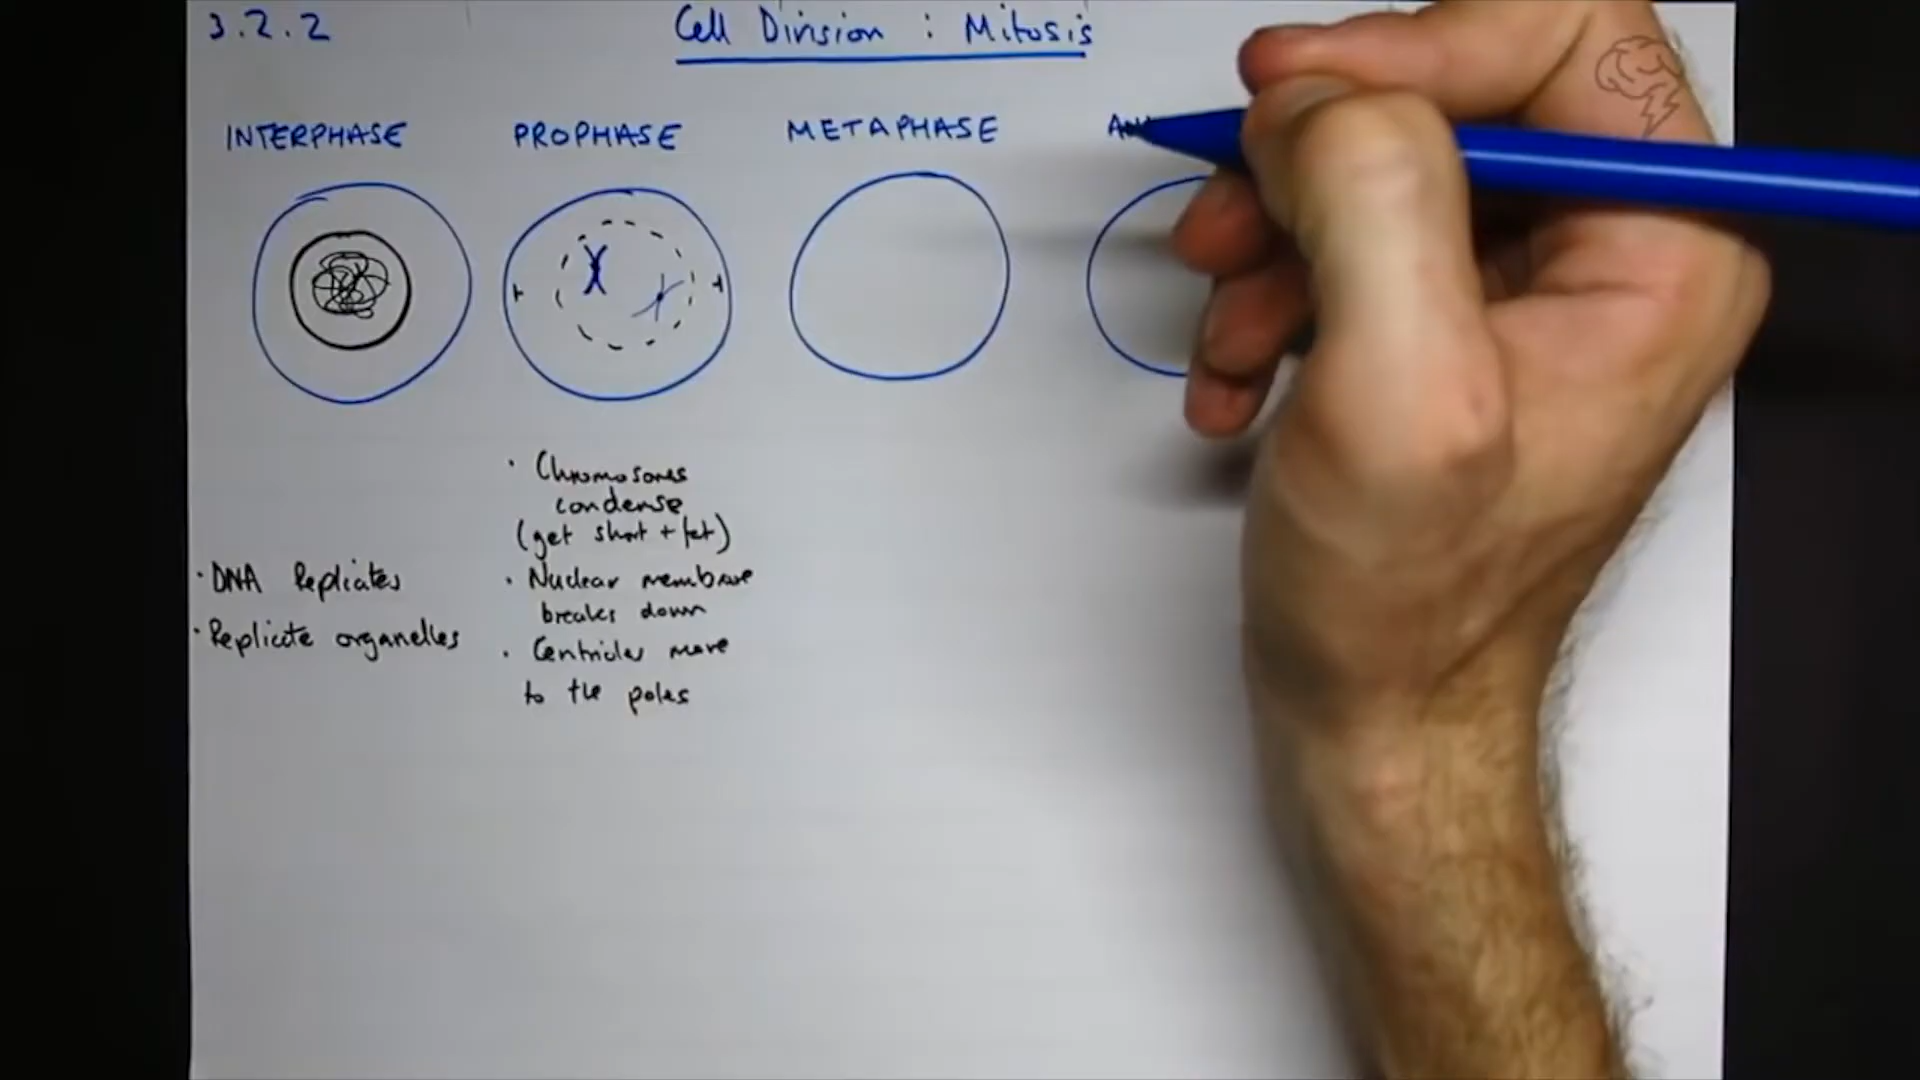 3.2.2
Cell Division : Mitosis
INTERPHASE
PROPHASE
METAPHASE
· DNA Replicates
· Replicate organelles
· Chromosomes
condense
(get short + fat)
· Nuclear membrane
breaks down
· Centrioles move
to the poles